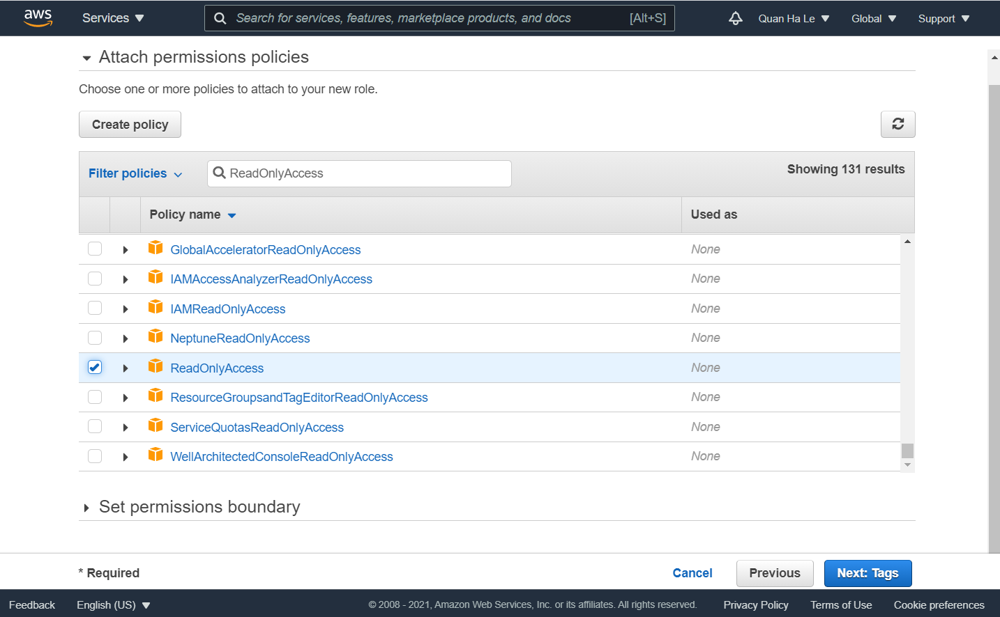 aws Services Search for services, features, marketplace products, and docs [Alt+S] Quan Ha Le Global Support
Attach permissions policies
Choose one or more policies to attach to your new role.
Create policy
Filter policies ReadOnlyAccess Showing 131 results
Policy name Used as
GlobalAcceleratorReadOnlyAccess None
IAMAccessAnalyzerReadOnlyAccess None
IAMReadOnlyAccess None
NeptuneReadOnlyAccess None
ReadOnlyAccess None
ResourceGroupsandTagEditorReadOnlyAccess None
ServiceQuotasReadOnlyAccess None
WellArchitectedConsoleReadOnlyAccess None
Set permissions boundary
* Required Cancel Previous Next: Tags
Feedback English (US) © 2008 - 2021, Amazon Web Services, Inc. or its affiliates. All rights reserved. Privacy Policy Terms of Use Cookie preferences